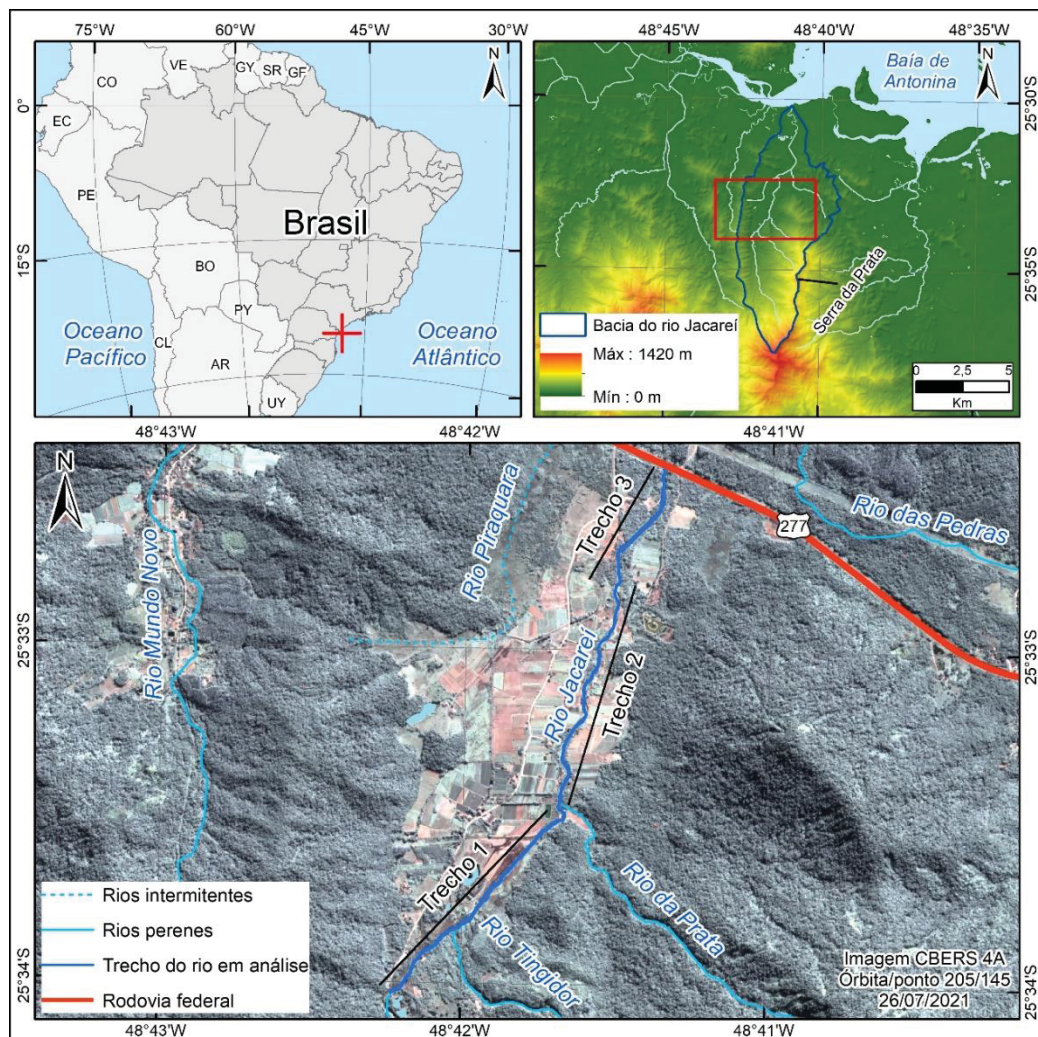 75°W 60°W 45°W 30°W
N
0°
15°S
VE
GY
SR
GF
CO
EC
PE
Brasil
BO
PY
CL
AR
UY
Oceano
Pacífico
Oceano
Atlântico
48°45'W 48°40'W 48°35'W
N
Baía de
Antonina
25°30'S
25°35'S
Serra da Prata
Bacia do rio Jacareí
Máx : 1420 m
Mín : 0 m
0 2,5 5
Km
48°43'W 48°42'W 48°41'W
N
Rio Mundo Novo
Rio Piraquara
Trecho 3
277
Rio das Pedras
25°33'S
25°33'S
Rio Jacareí
Trecho 2
Trecho 1
Rio da Prata
Rio Tingidor
25°34'S
25°34'S
Rios intermitentes
Rios perenes
Trecho do rio em análise
Rodovia federal
Imagem CBERS 4A
Órbita/ponto 205/145
26/07/2021
48°43'W 48°42'W 48°41'W